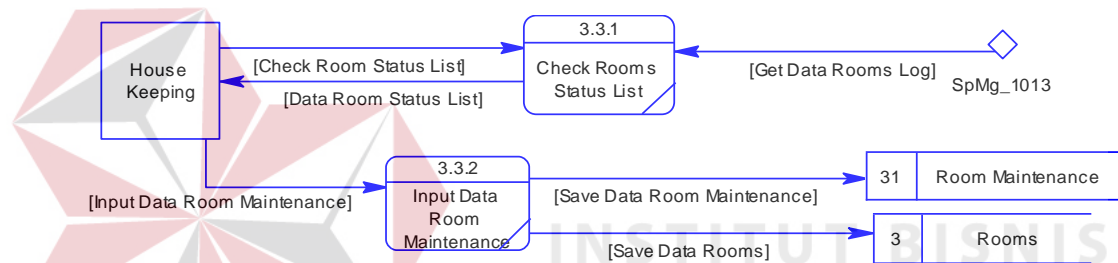 3.3.1
House
Keeping
[Check Room Status List]
Check Rooms
Status List
[Get Data Rooms Log]
SpMg_1013
[Data Room Status List]
3.3.2
[Input Data Room Maintenance]
Input Data
Room
Maintenance
[Save Data Room Maintenance]
31 Room Maintenance
[Save Data Rooms]
3 Rooms
INSTITUT BISNIS